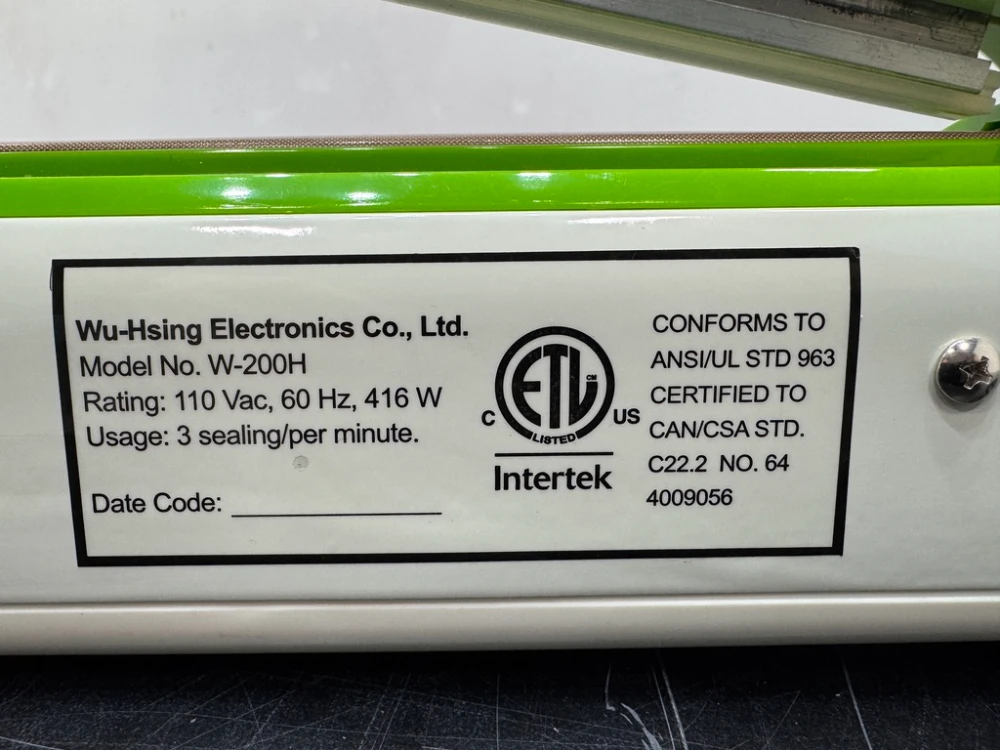 Wu-Hsing Electronics Co., Ltd.
Model No. W-200H
Rating: 110 Vac, 60 Hz, 416 W
Usage: 3 sealing/per minute.
Date Code:
ETL CM
C US
LISTED
Intertek
CONFORMS TO
ANSI/UL STD 963
CERTIFIED TO
CAN/CSA STD.
C22.2 NO. 64
4009056